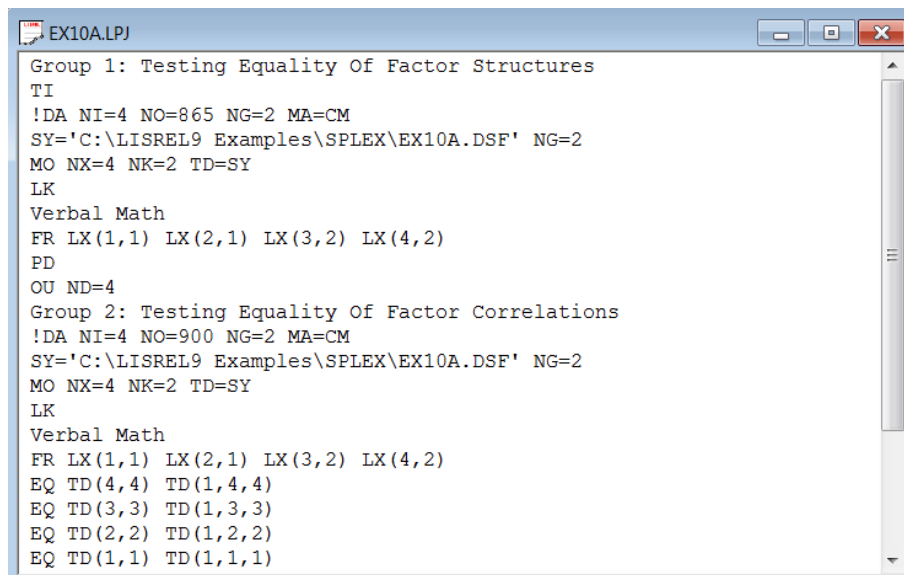 EX10A.LPJ
Group 1: Testing Equality Of Factor Structures
TI
!DA NI=4 NO=865 NG=2 MA=CM
SY='C:\LISREL9 Examples\SPLEX\EX10A.DSF' NG=2
MO NX=4 NK=2 TD=SY
LK
Verbal Math
FR LX(1,1) LX(2,1) LX(3,2) LX(4,2)
PD
OU ND=4
Group 2: Testing Equality Of Factor Correlations
!DA NI=4 NO=900 NG=2 MA=CM
SY='C:\LISREL9 Examples\SPLEX\EX10A.DSF' NG=2
MO NX=4 NK=2 TD=SY
LK
Verbal Math
FR LX(1,1) LX(2,1) LX(3,2) LX(4,2)
EQ TD(4,4) TD(1,4,4)
EQ TD(3,3) TD(1,3,3)
EQ TD(2,2) TD(1,2,2)
EQ TD(1,1) TD(1,1,1)